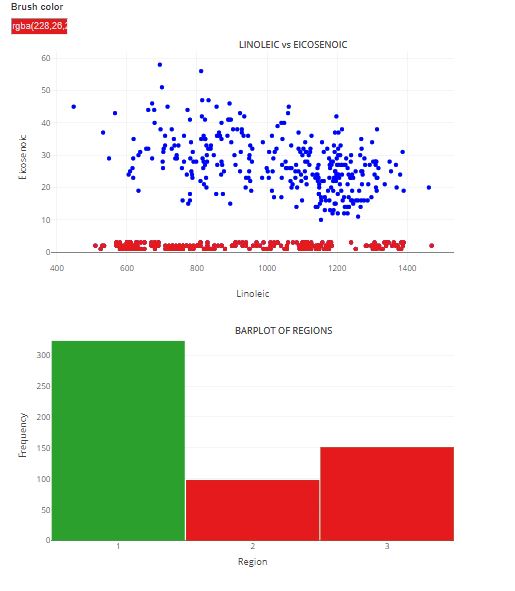 Brush color
rgba(228,26,2
LINOLEIC vs EICOSENOIC
60
50
40
30
20
10
0
Eicosenoic
400 600 800 1000 1200 1400
Linoleic
BARPLOT OF REGIONS
300
250
200
150
100
50
0
Frequency
1 2 3
Region